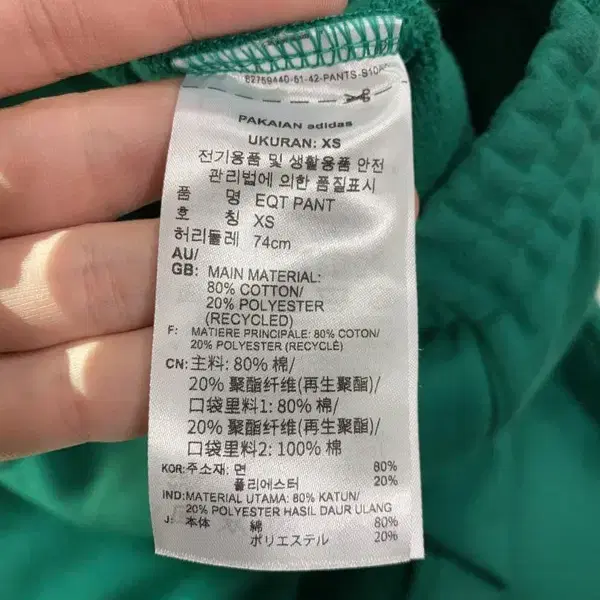 82759440-51-42-PANTS-S10
PAKAIAN adidas
UKURAN: XS
전기용품 및 생활용품 안전
관리법에 의한 품질표시
품 명 EQT PANT
호 칭 XS
허리둘레 74cm
AU/
GB: MAIN MATERIAL:
80% COTTON/
20% POLYESTER
(RECYCLED)
F: MATIERE PRINCIPALE: 80% COTON/
20% POLYESTER (RECYCLÉ)
CN: 主料: 80% 棉/
20% 聚酯纤维(再生聚酯)/
口袋里料1: 80% 棉/
20% 聚酯纤维(再生聚酯)/
口袋里料2: 100% 棉
KOR: 주소재: 면 80%
폴리에스터 20%
IND: MATERIAL UTAMA: 80% KATUN/
20% POLYESTER HASIL DAUR ULANG
J: 本体 綿 80%
ポリエステル 20%